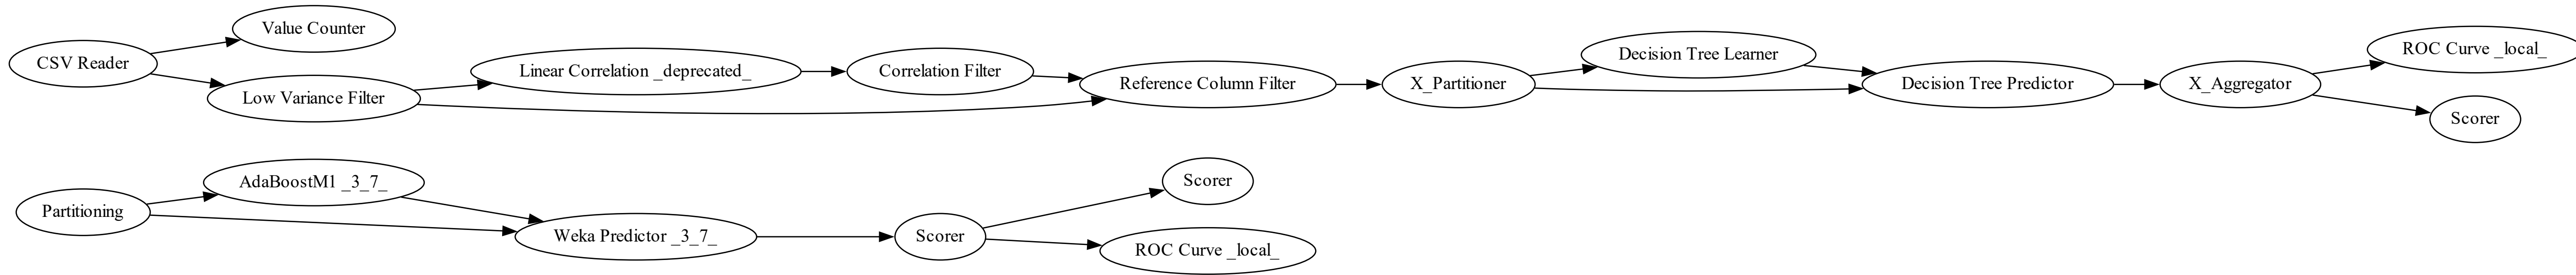 CSV Reader
Value Counter
Low Variance Filter
Linear Correlation _deprecated_
Correlation Filter
Reference Column Filter
X_Partitioner
Decision Tree Learner
Decision Tree Predictor
X_Aggregator
ROC Curve _local_
Scorer
Partitioning
AdaBoostM1 _3_7_
Weka Predictor _3_7_
Scorer
Scorer
ROC Curve _local_